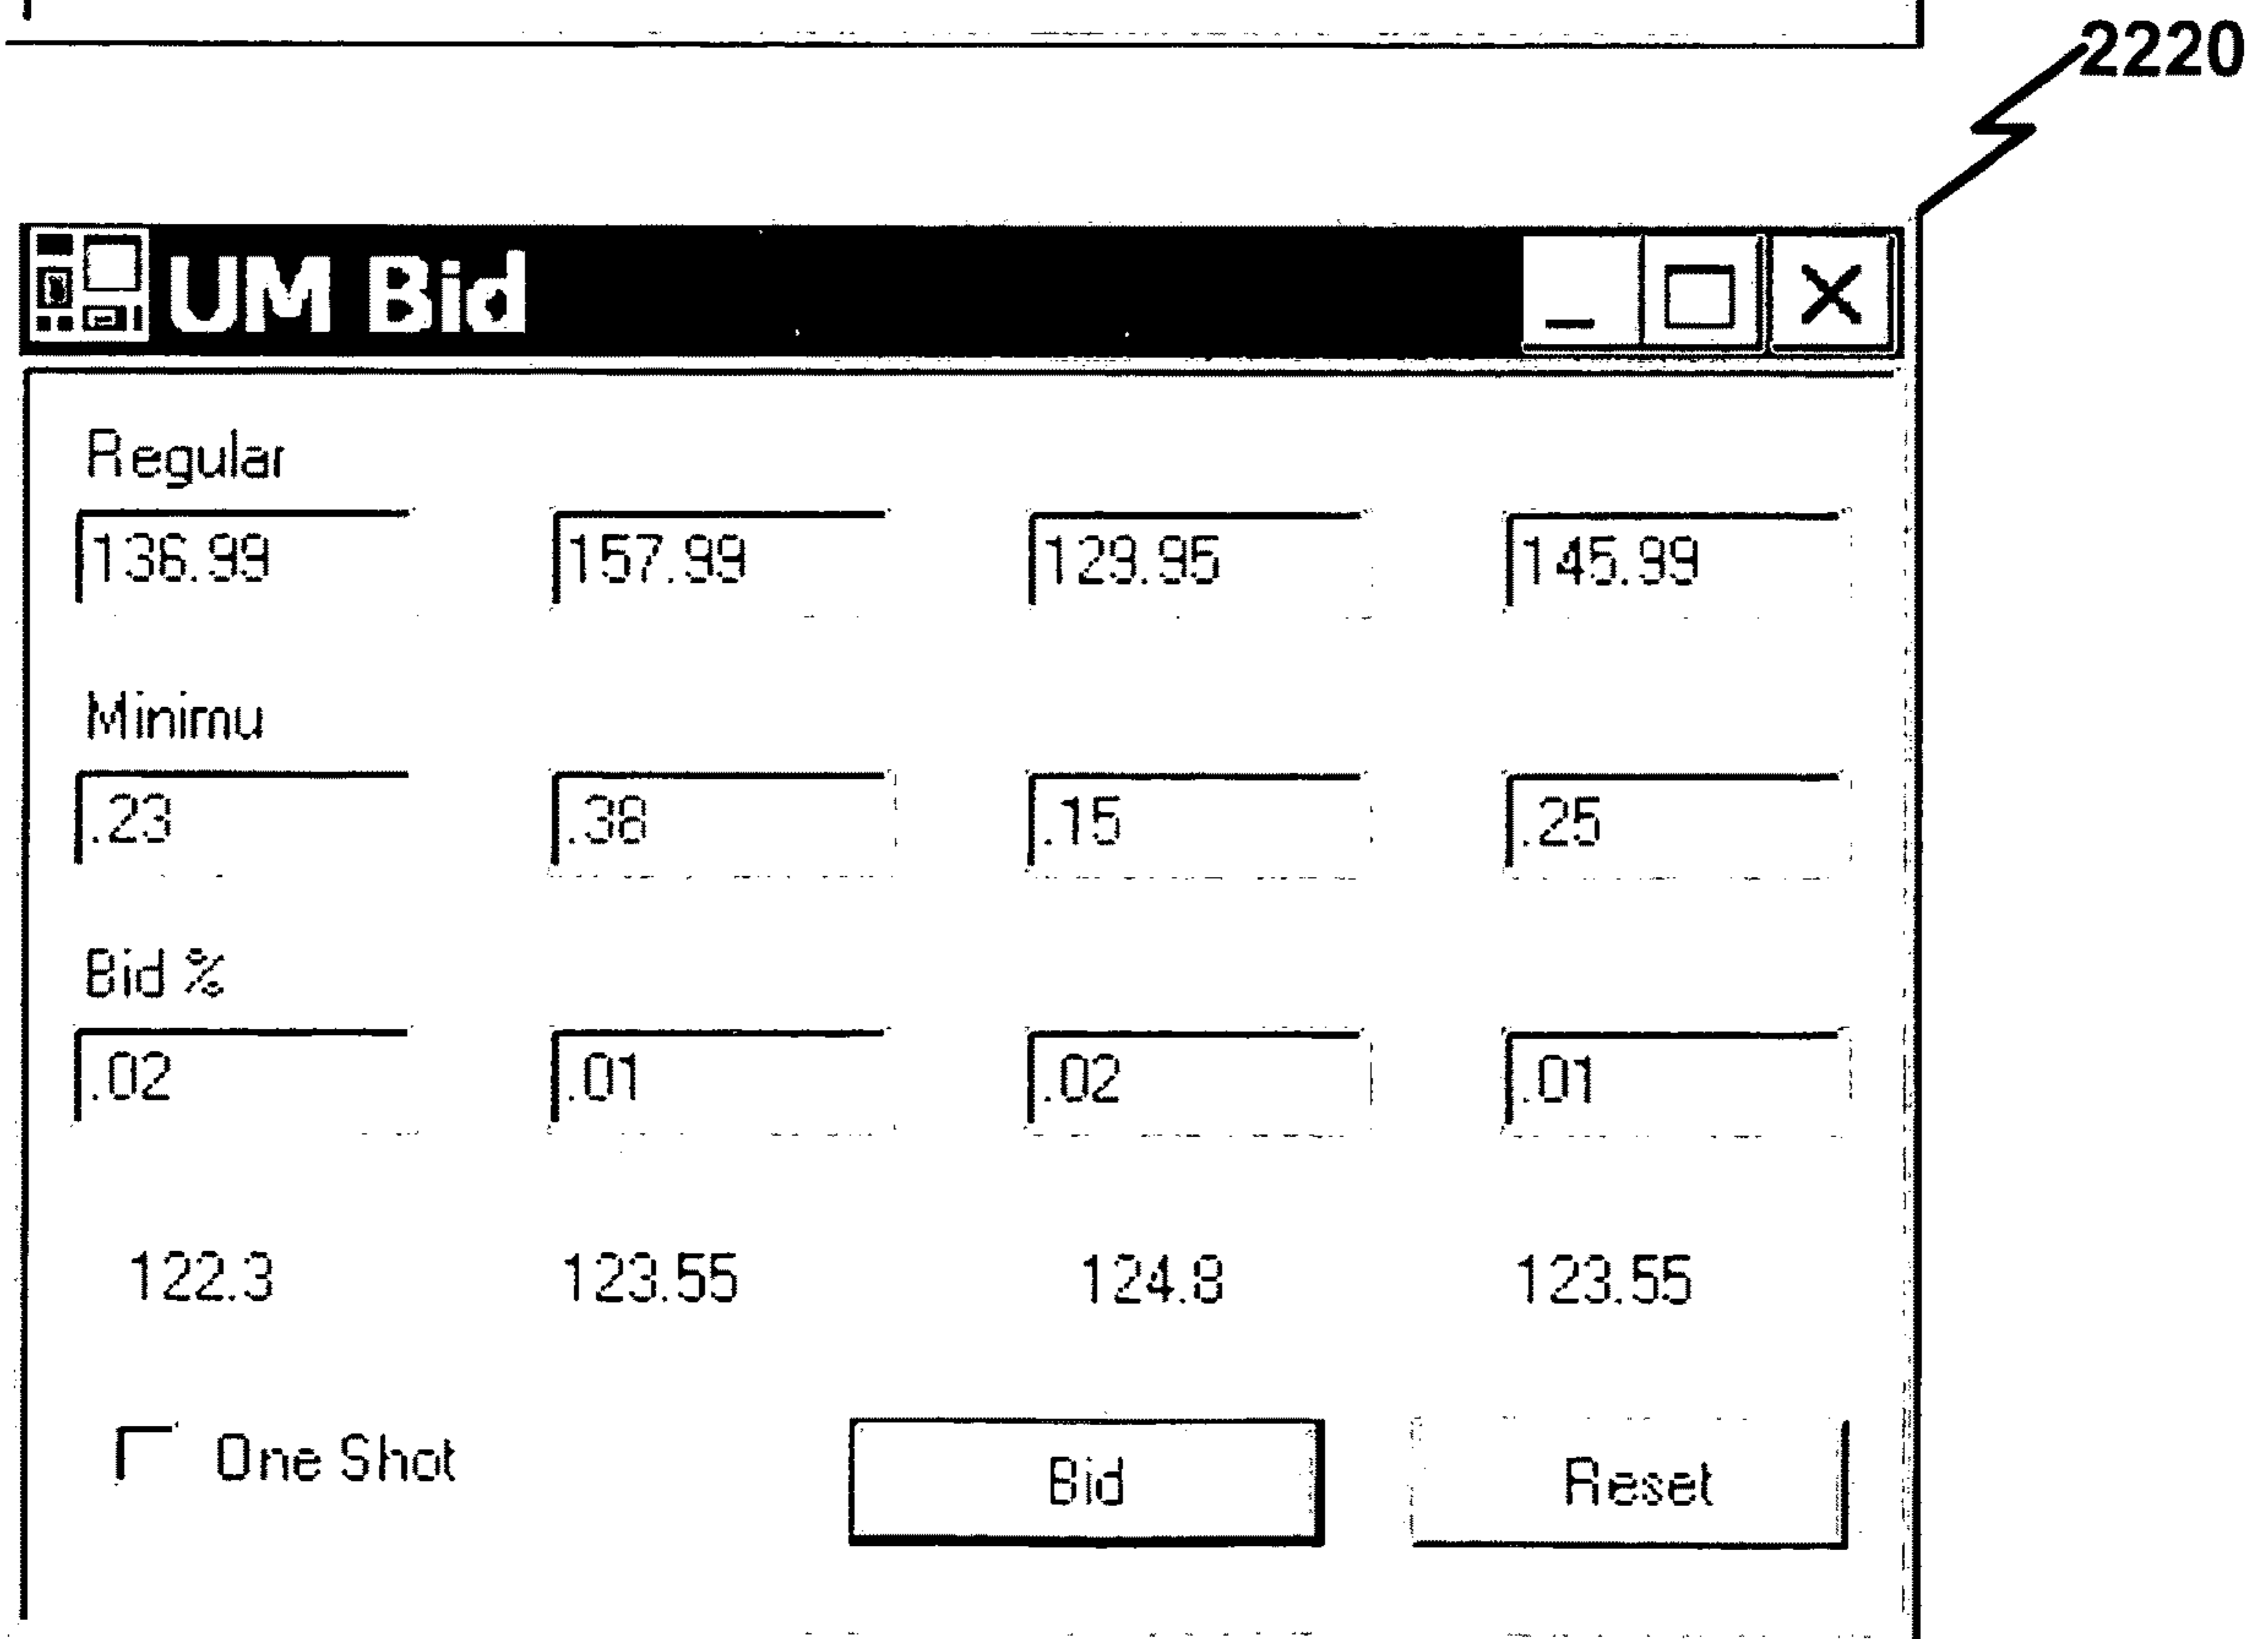 2220
UM Bid
Regular
136.99 157.99 129.95 145.99
Minimu
.23 .38 .15 .25
Bid %
.02 .01 .02 .01
122.3 123.55 124.8 123.55
One Shot Bid Reset